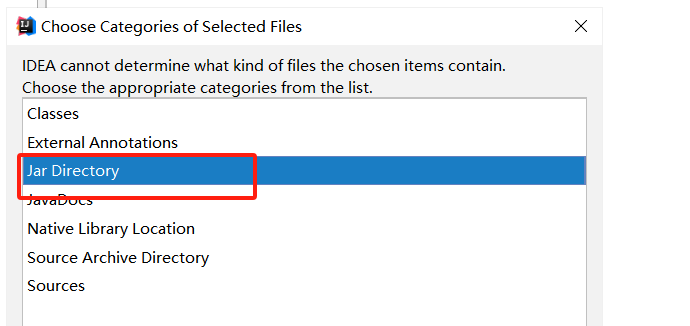 Choose Categories of Selected Files
IDEA cannot determine what kind of files the chosen items contain.
Choose the appropriate categories from the list.
Classes
External Annotations
Jar Directory
JavaDocs
Native Library Location
Source Archive Directory
Sources